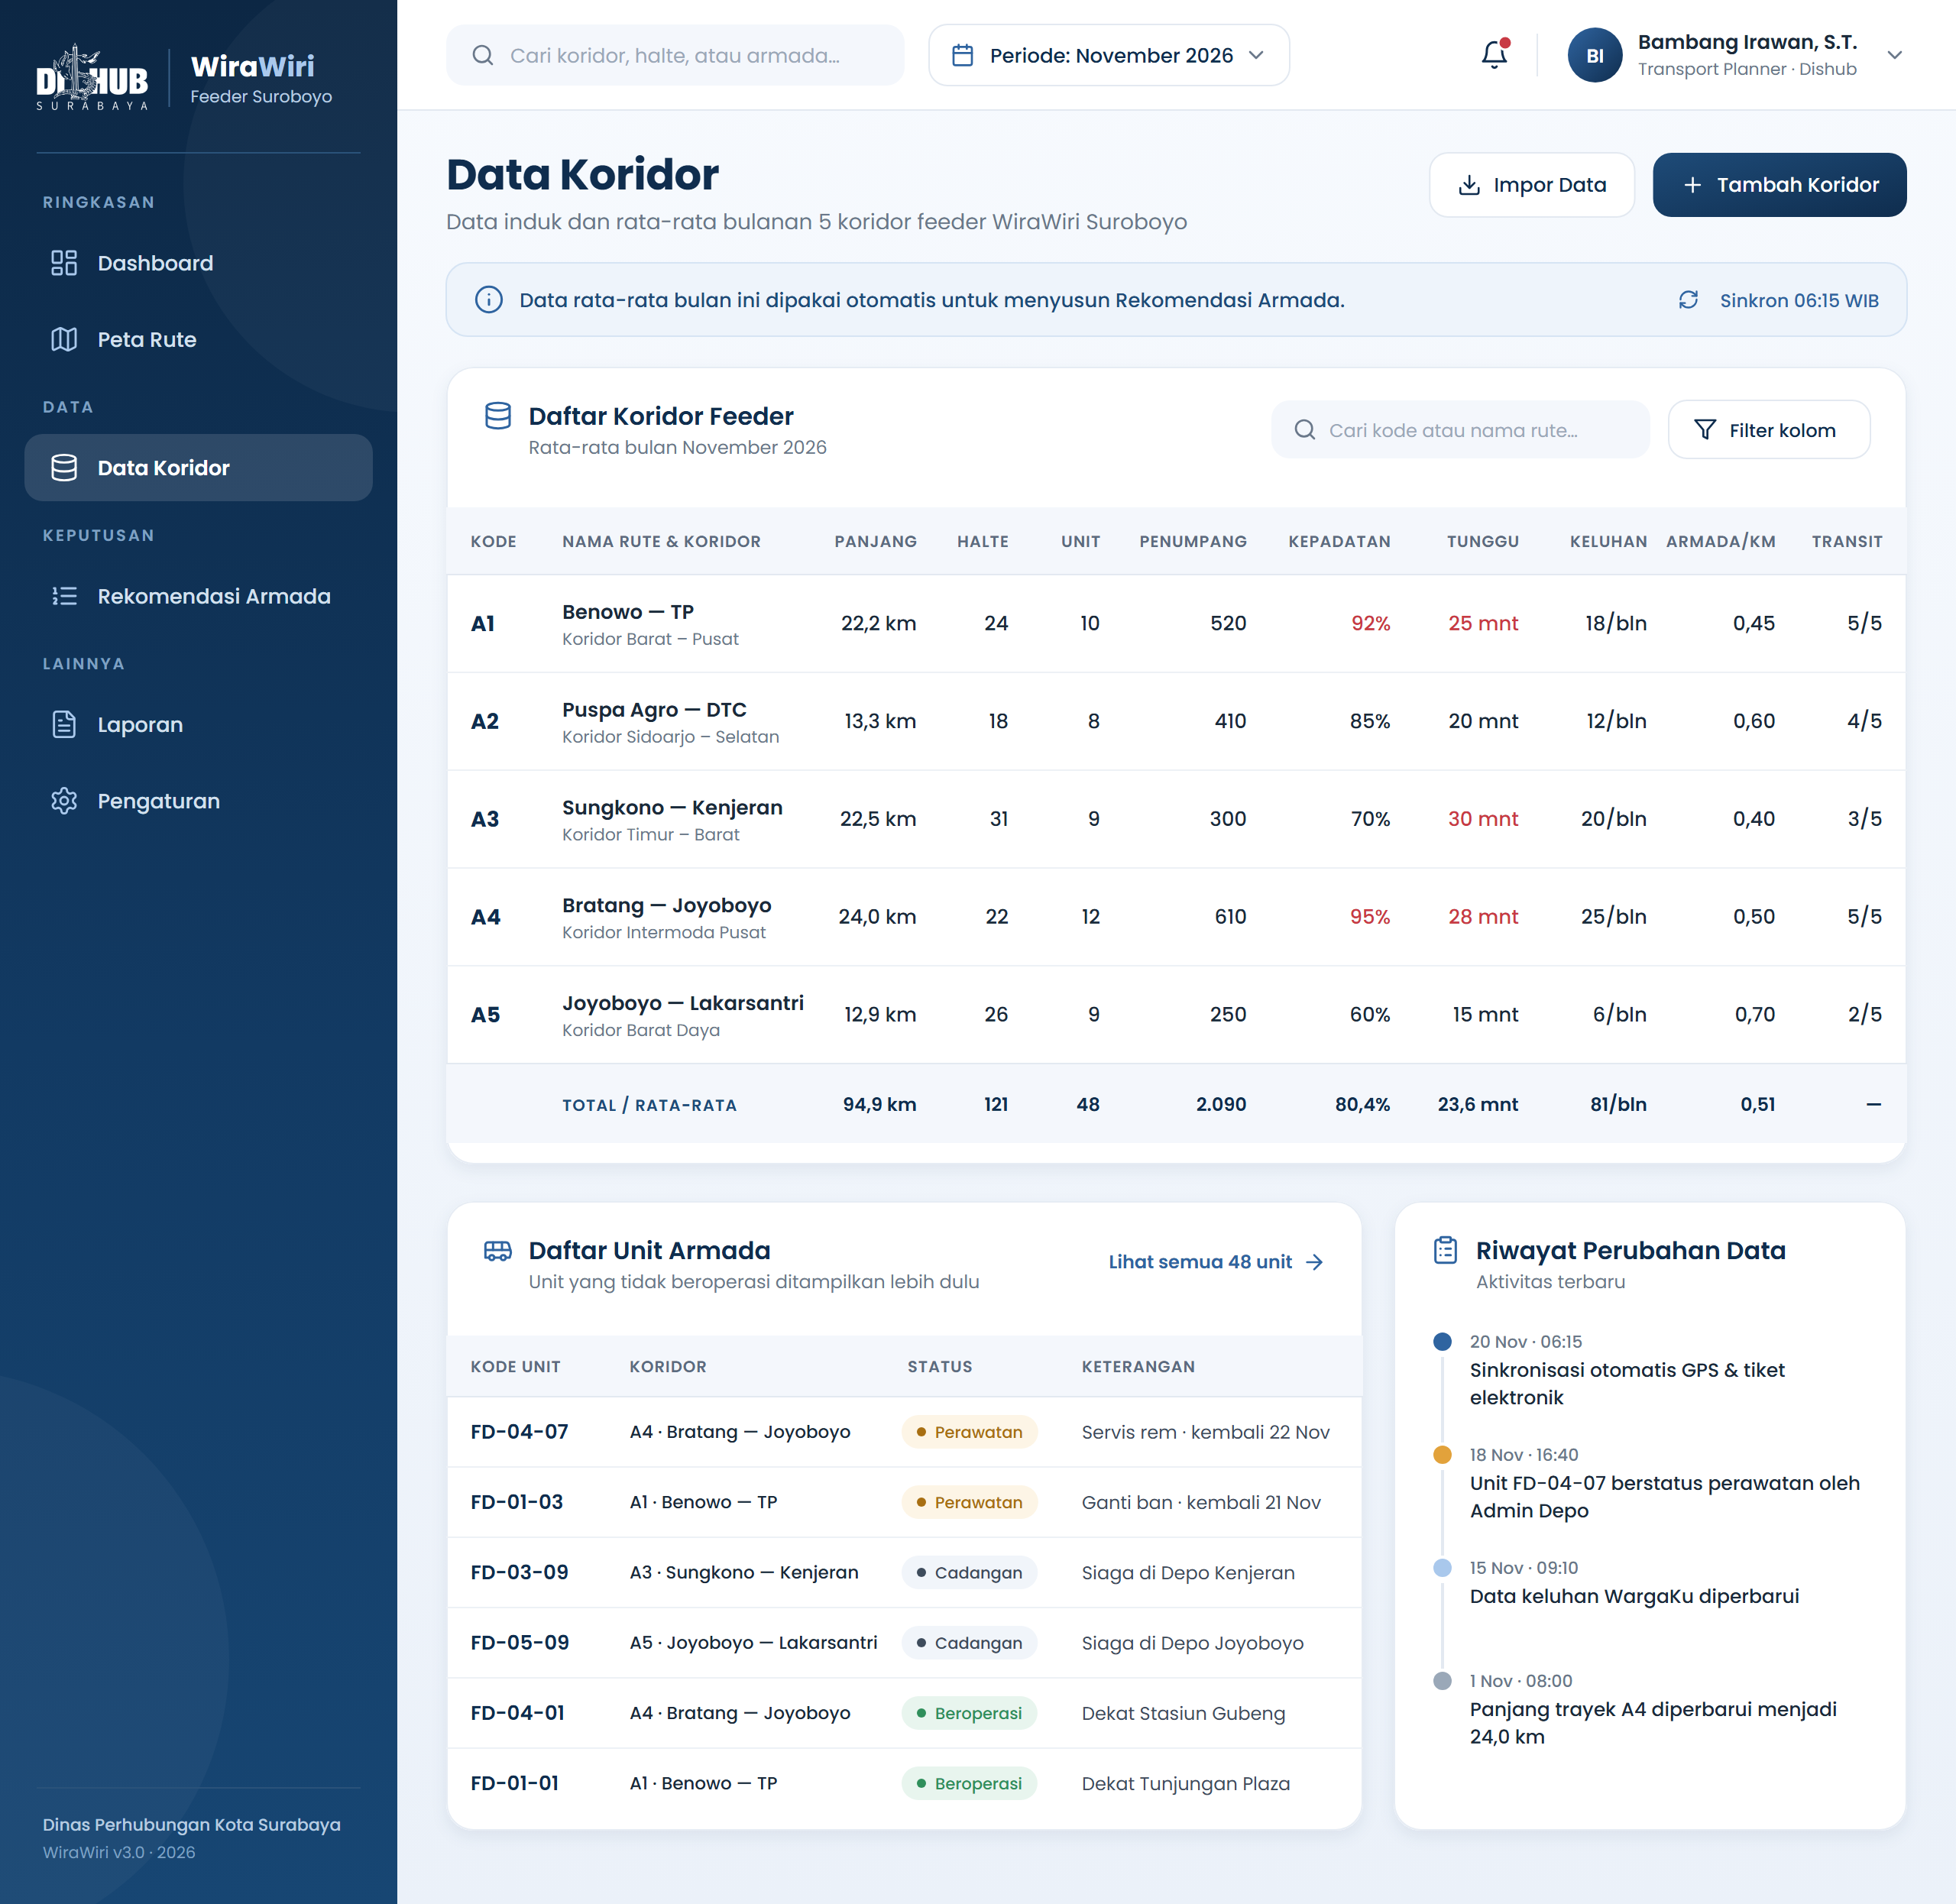 DISHUB
SURABAYA
WiraWiri
Feeder Suroboyo
RINGKASAN
Dashboard
Peta Rute
DATA
Data Koridor
KEPUTUSAN
Rekomendasi Armada
LAINNYA
Laporan
Pengaturan
Dinas Perhubungan Kota Surabaya
WiraWiri v3.0 · 2026
Cari koridor, halte, atau armada...
Periode: November 2026
BI
Bambang Irawan, S.T.
Transport Planner · Dishub
Data Koridor
Data induk dan rata-rata bulanan 5 koridor feeder WiraWiri Suroboyo
Impor Data
Tambah Koridor
Data rata-rata bulan ini dipakai otomatis untuk menyusun Rekomendasi Armada.
Sinkron 06:15 WIB
Daftar Koridor Feeder
Rata-rata bulan November 2026
Cari kode atau nama rute...
Filter kolom
KODE NAMA RUTE & KORIDOR PANJANG HALTE UNIT PENUMPANG KEPADATAN TUNGGU KELUHAN ARMADA/KM TRANSIT
A1 Benowo — TP 22,2 km 24 10 520 92% 25 mnt 18/bln 0,45 5/5
Koridor Barat – Pusat
A2 Puspa Agro — DTC 13,3 km 18 8 410 85% 20 mnt 12/bln 0,60 4/5
Koridor Sidoarjo – Selatan
A3 Sungkono — Kenjeran 22,5 km 31 9 300 70% 30 mnt 20/bln 0,40 3/5
Koridor Timur – Barat
A4 Bratang — Joyoboyo 24,0 km 22 12 610 95% 28 mnt 25/bln 0,50 5/5
Koridor Intermoda Pusat
A5 Joyoboyo — Lakarsantri 12,9 km 26 9 250 60% 15 mnt 6/bln 0,70 2/5
Koridor Barat Daya
TOTAL / RATA-RATA 94,9 km 121 48 2.090 80,4% 23,6 mnt 81/bln 0,51 —
Daftar Unit Armada
Unit yang tidak beroperasi ditampilkan lebih dulu
Lihat semua 48 unit
KODE UNIT KORIDOR STATUS KETERANGAN
FD-04-07 A4 · Bratang — Joyoboyo Perawatan Servis rem · kembali 22 Nov
FD-01-03 A1 · Benowo — TP Perawatan Ganti ban · kembali 21 Nov
FD-03-09 A3 · Sungkono — Kenjeran Cadangan Siaga di Depo Kenjeran
FD-05-09 A5 · Joyoboyo — Lakarsantri Cadangan Siaga di Depo Joyoboyo
FD-04-01 A4 · Bratang — Joyoboyo Beroperasi Dekat Stasiun Gubeng
FD-01-01 A1 · Benowo — TP Beroperasi Dekat Tunjungan Plaza
Riwayat Perubahan Data
Aktivitas terbaru
20 Nov · 06:15
Sinkronisasi otomatis GPS & tiket
elektronik
18 Nov · 16:40
Unit FD-04-07 berstatus perawatan oleh
Admin Depo
15 Nov · 09:10
Data keluhan WargaKu diperbarui
1 Nov · 08:00
Panjang trayek A4 diperbarui menjadi
24,0 km